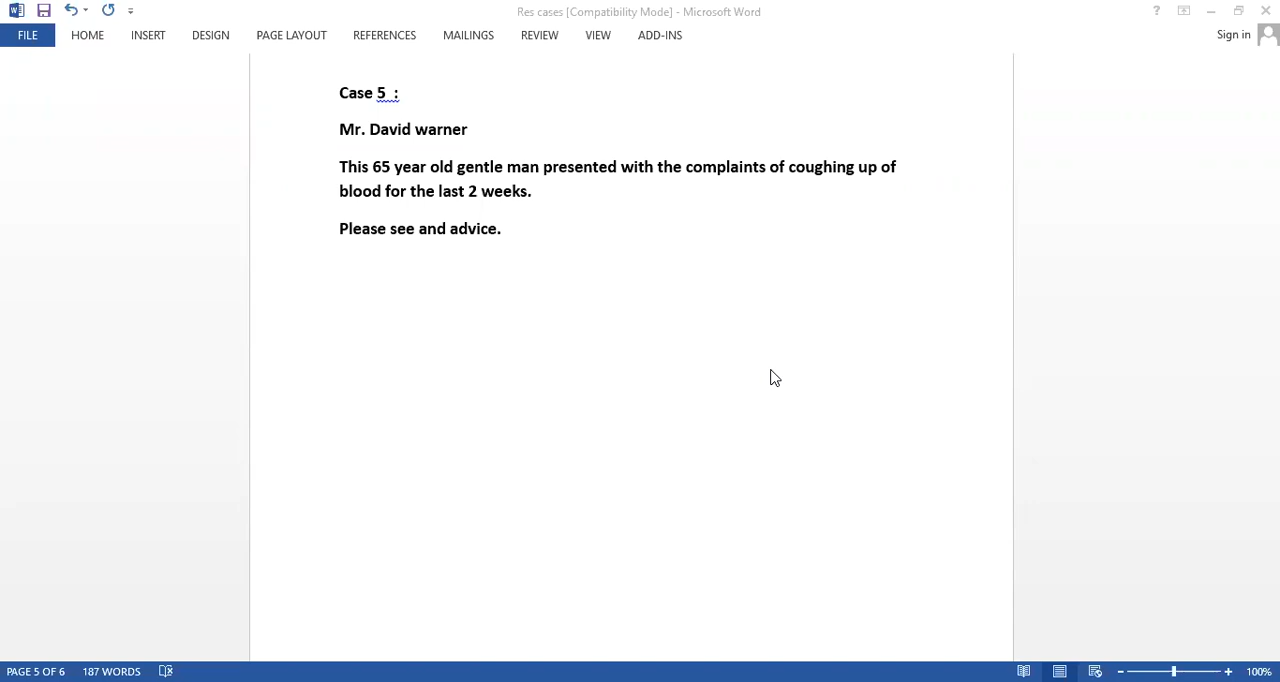 Res cases [Compatibility Mode] - Microsoft Word
?
FILE HOME INSERT DESIGN PAGE LAYOUT REFERENCES MAILINGS REVIEW VIEW ADD-INS Sign in
Case 5 :
Mr. David warner
This 65 year old gentle man presented with the complaints of coughing up of
blood for the last 2 weeks.
Please see and advice.
PAGE 5 OF 6 187 WORDS 100%